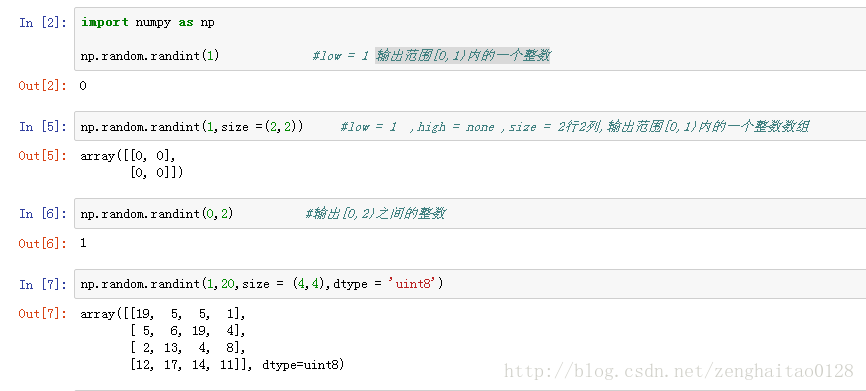 In [2]: import numpy as np
np.random.randint(1) #low = 1 输出范围[0,1)内的一个整数
Out[2]: 0
In [5]: np.random.randint(1,size =(2,2)) #low = 1 ,high = none ,size = 2行2列,输出范围[0,1)内的一个整数数组
Out[5]: array([[0, 0],
[0, 0]])
In [6]: np.random.randint(0,2) #输出[0,2)之间的整数
Out[6]: 1
In [7]: np.random.randint(1,20,size = (4,4),dtype = 'uint8')
Out[7]: array([[19, 5, 5, 1],
[ 5, 6, 19, 4],
[ 2, 13, 4, 8],
[12, 17, 14, 11]], dtype=uint8)
http://blog.csdn.net/zenghaitao0128